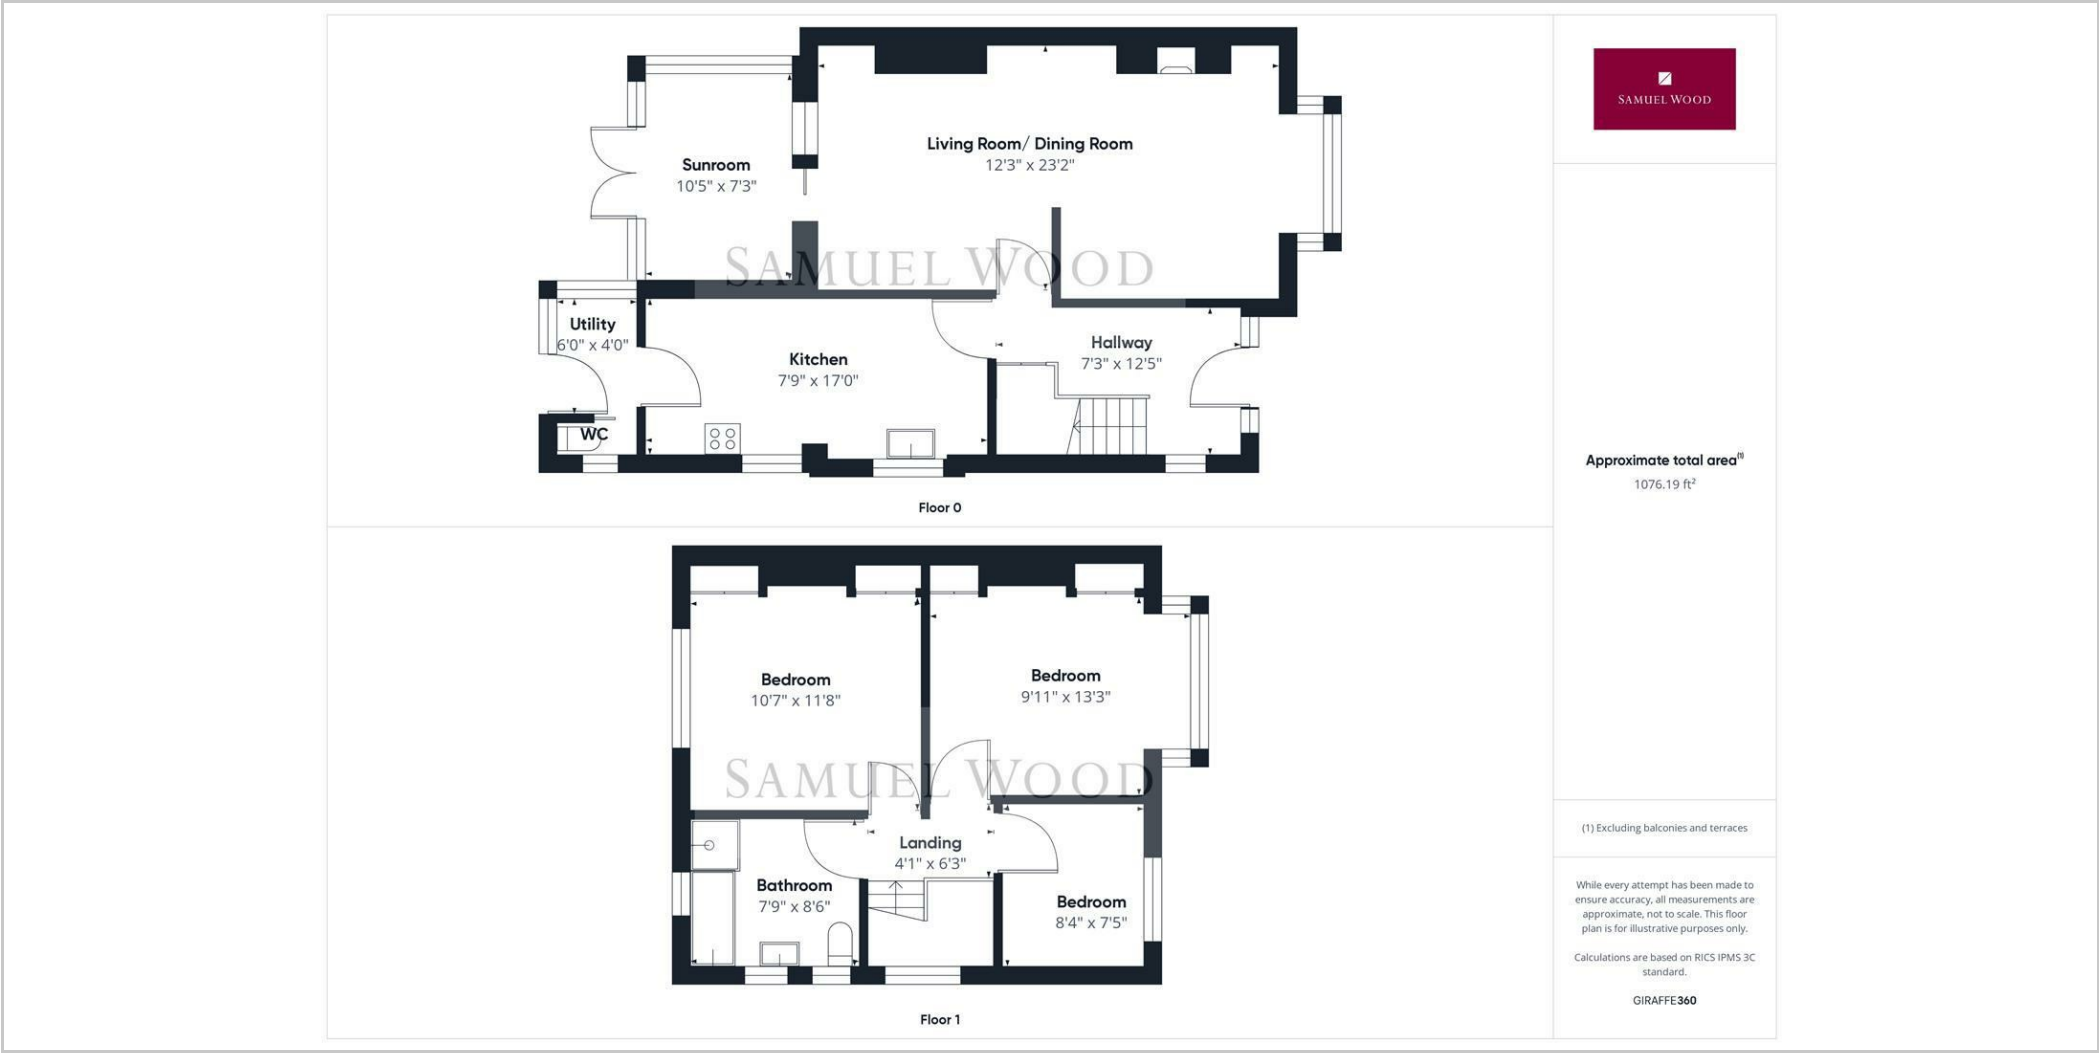 SAMUEL WOOD
Living Room/ Dining Room
12'3" x 23'2"
Sunroom
10'5" x 7'3"
SAMUEL WOOD
Utility
6'0" x 4'0"
Hallway
7'3" x 12'5"
Kitchen
7'9" x 17'0"
WC
Floor 0
Approximate total area(1)
1076.19 ft²
Bedroom
10'7" x 11'8"
Bedroom
9'11" x 13'3"
SAMUEL WOOD
Landing
4'1" x 6'3"
Bathroom
7'9" x 8'6"
Bedroom
8'4" x 7'5"
Floor 1
(1) Excluding balconies and terraces
While every attempt has been made to
ensure accuracy, all measurements are
approximate, not to scale. This floor
plan is for illustrative purposes only.
Calculations are based on RICS IPMS 3C
standard.
GIRAFFE360